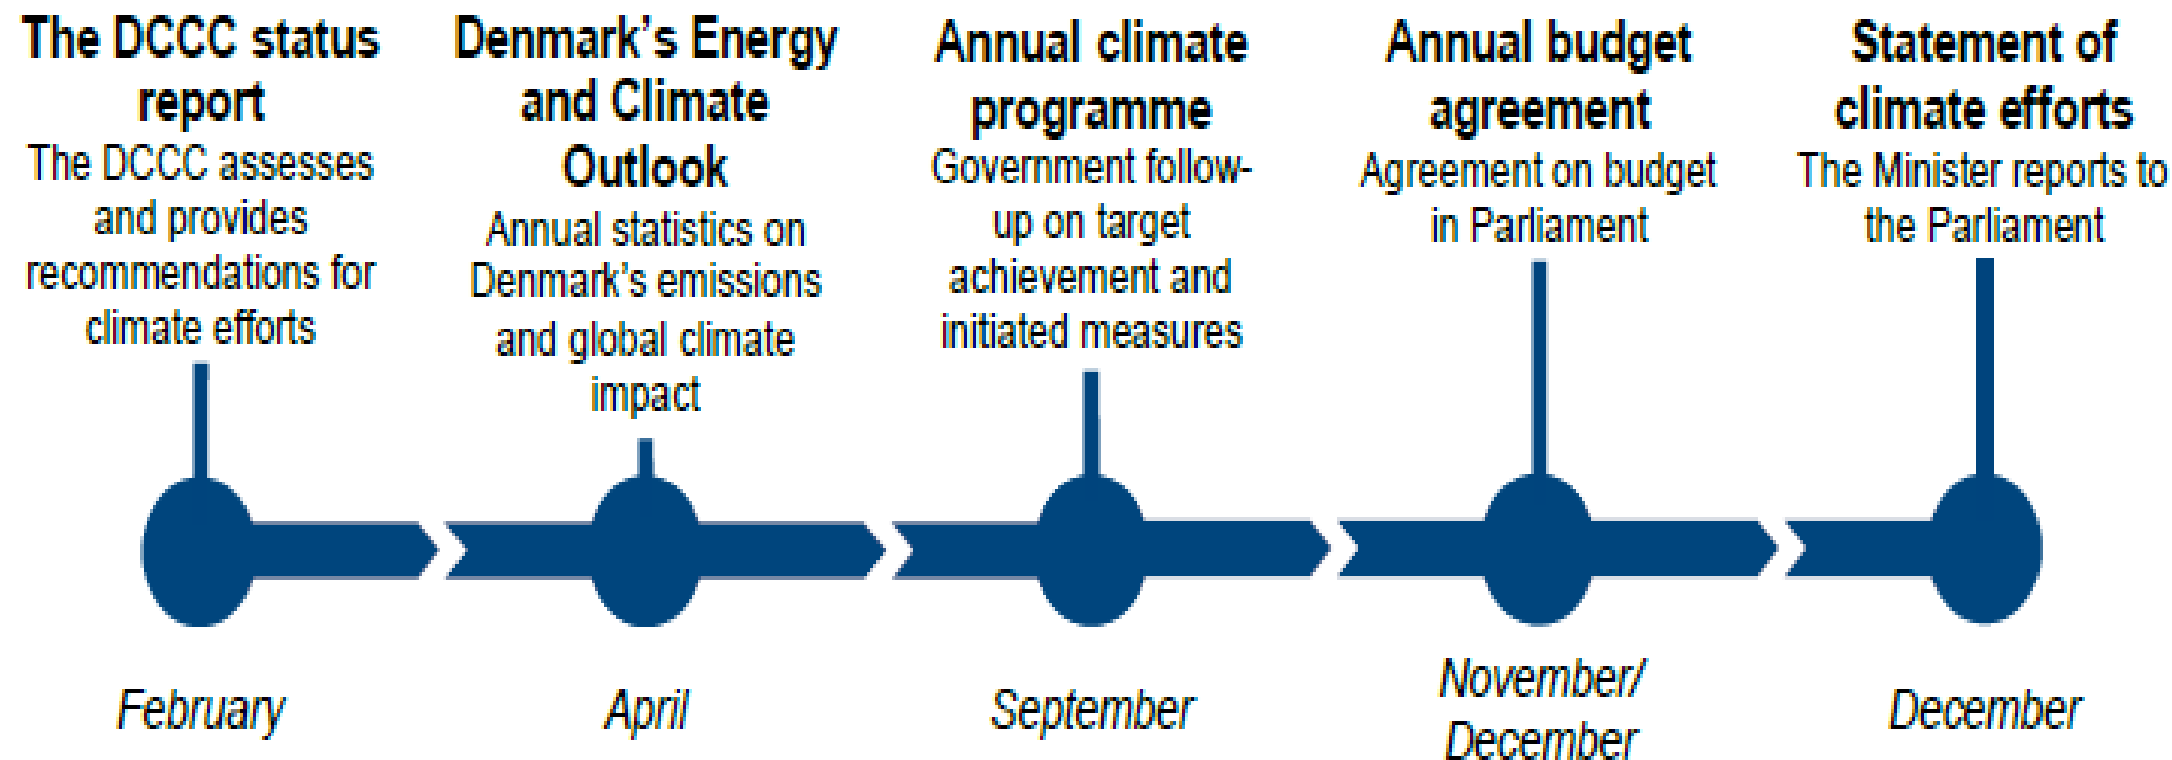 The DCCC status
report
The DCCC assesses
and provides
recommendations for
climate efforts
February
Denmark's Energy
and Climate
Outlook
Annual statistics on
Denmark's emissions
and global climate
impact
April
Annual climate
programme
Government follow-
up on target
achievement and
initiated measures
September
Annual budget
agreement
Agreement on budget
in Parliament
November/
December
Statement of
climate efforts
The Minister reports to
the Parliament
December